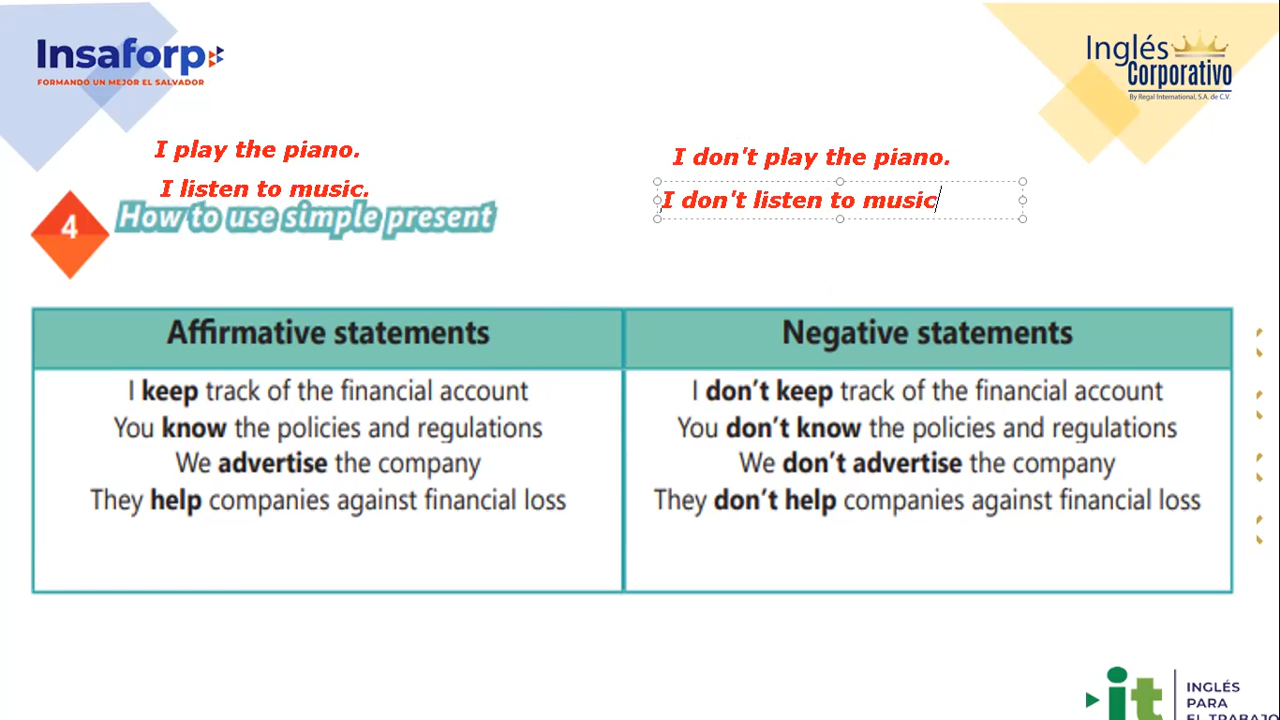 Insaforp
FORMANDO UN MEJOR EL SALVADOR
Inglés
Corporativo
By Regal International, S.A. de C.V.
I play the piano.
I don't play the piano.
I listen to music.
I don't listen to music
4
How to use simple present
Affirmative statements
Negative statements
I keep track of the financial account
I don't keep track of the financial account
You know the policies and regulations
You don't know the policies and regulations
We advertise the company
We don't advertise the company
They help companies against financial loss
They don't help companies against financial loss
it
INGLÉS
PARA
EL TRABAJO